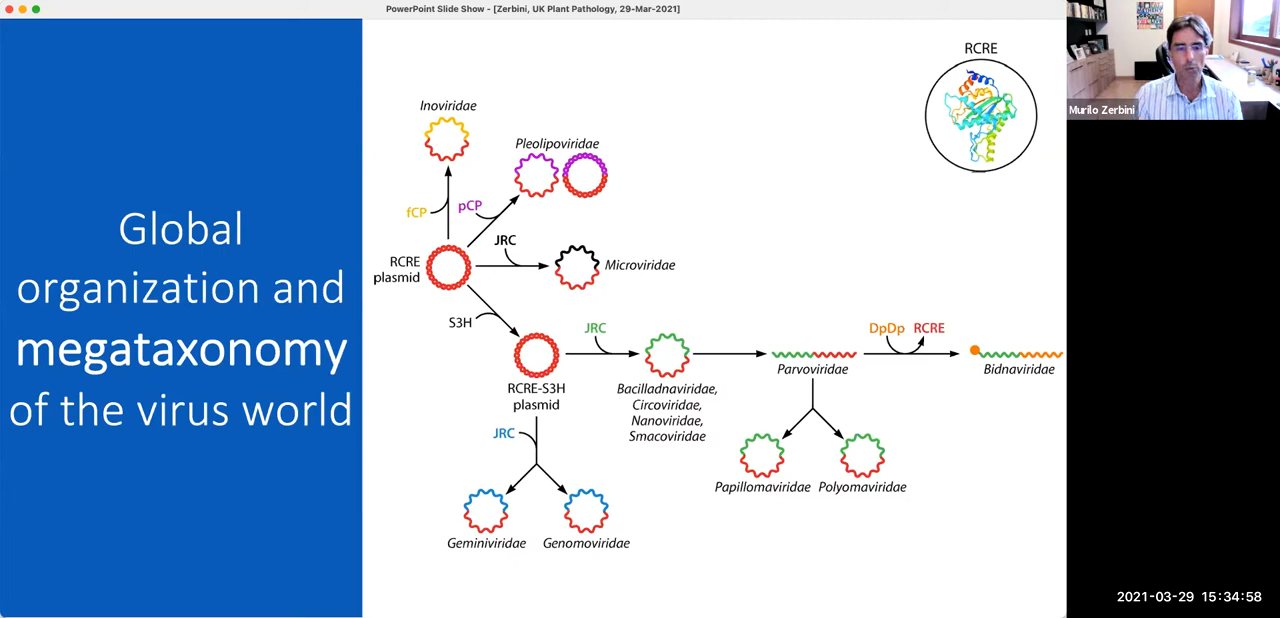 PowerPoint Slide Show - [Zerbini, UK Plant Pathology, 29-Mar-2021]
Global
organization and
megataxonomy
of the virus world
RCRE
Inoviridae
Pleolipoviridae
fCP
pCP
JRC
RCRE
plasmid
Microviridae
S3H
JRC
DpDp RCRE
RCRE-S3H
plasmid
Bacilladnaviridae,
Circoviridae,
Nanoviridae,
Smacoviridae
Parvoviridae
Bidnaviridae
JRC
Papillomaviridae Polyomaviridae
Geminiviridae Genomoviridae
Murilo Zerbini
2021-03-29 15:34:58